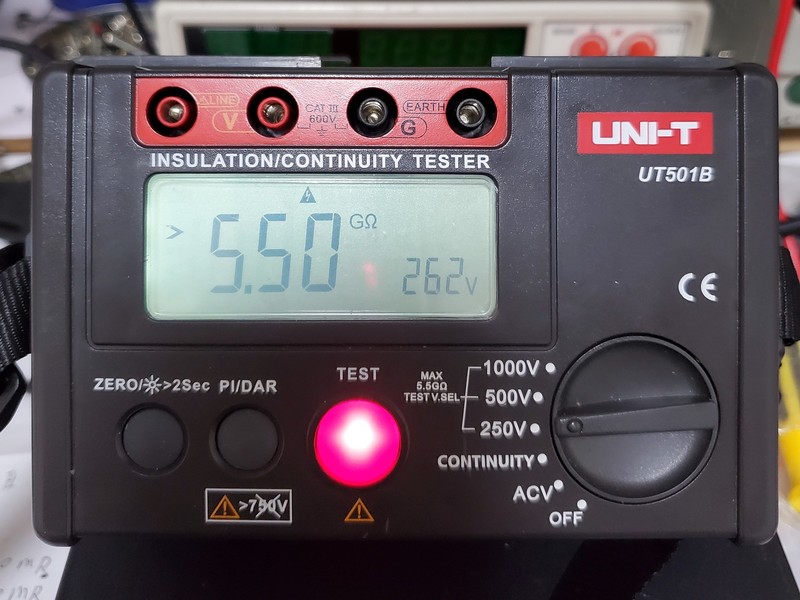 LINE
V
CAT III
600V
EARTH
G
UNI-T
INSULATION/CONTINUITY TESTER
UT501B
> 5.50 GΩ
262V
CE
ZERO/ >2Sec
PI/DAR
TEST
MAX
5.5GΩ
TEST V.SEL
1000V
500V
250V
CONTINUITY
ACV
OFF
>750V